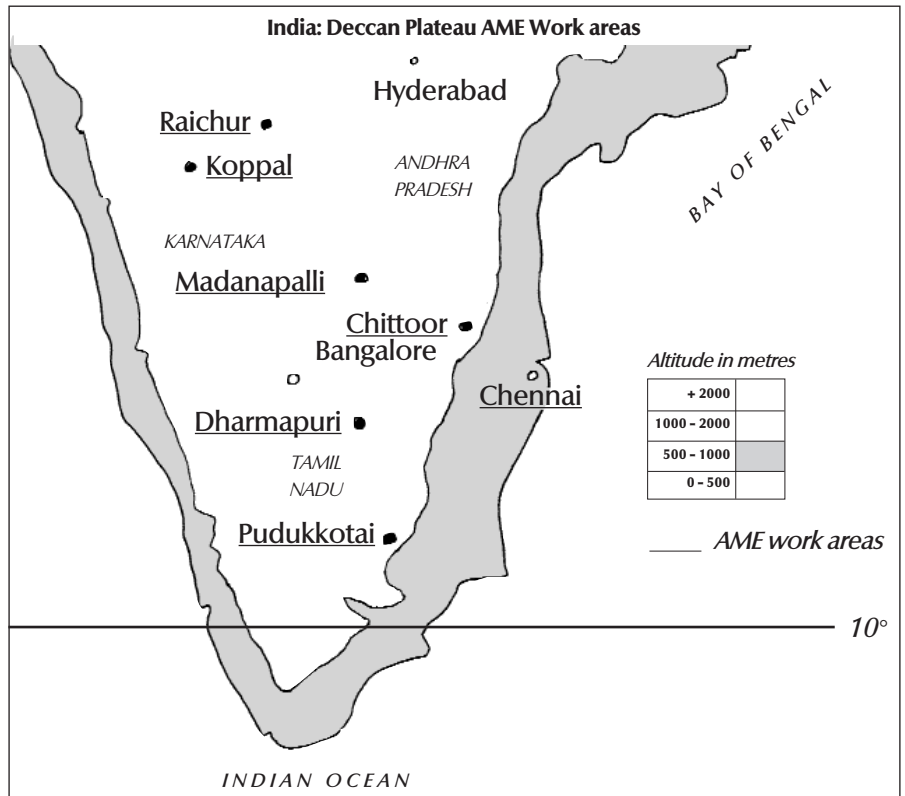 India: Deccan Plateau AME Work areas
Hyderabad
Raichur
Koppal
ANDHRA
PRADESH
BAY OF BENGAL
KARNATAKA
Madanapalli
Chittoor
Bangalore
Chennai
Altitude in metres
+ 2000
1000 – 2000
500 – 1000
0 – 500
Dharmapuri
TAMIL
NADU
Pudukkotai
AME work areas
10°
INDIAN OCEAN